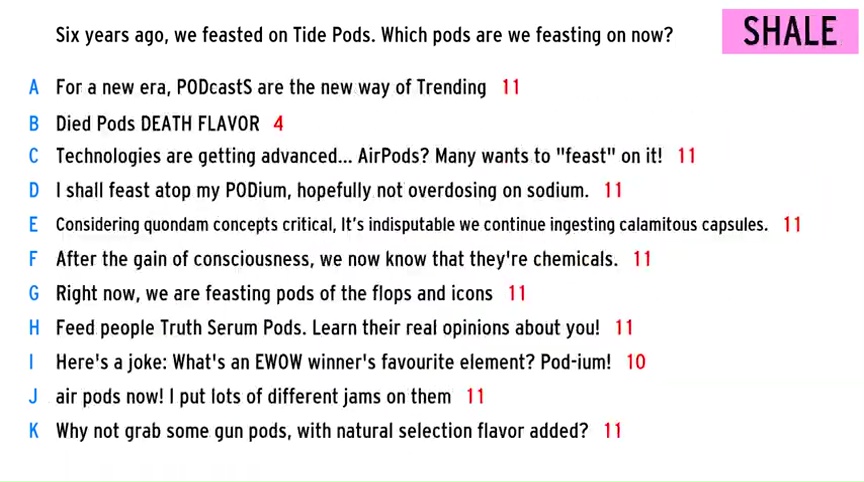 Six years ago, we feasted on Tide Pods. Which pods are we feasting on now?
SHALE
A For a new era, PODcastS are the new way of Trending 11
B Died Pods DEATH FLAVOR 4
C Technologies are getting advanced... AirPods? Many wants to "feast" on it! 11
D I shall feast atop my PODium, hopefully not overdosing on sodium. 11
E Considering quondam concepts critical, It's indisputable we continue ingesting calamitous capsules. 11
F After the gain of consciousness, we now know that they're chemicals. 11
G Right now, we are feasting pods of the flops and icons 11
H Feed people Truth Serum Pods. Learn their real opinions about you! 11
I Here's a joke: What's an EWOW winner's favourite element? Pod-ium! 10
J air pods now! I put lots of different jams on them 11
K Why not grab some gun pods, with natural selection flavor added? 11